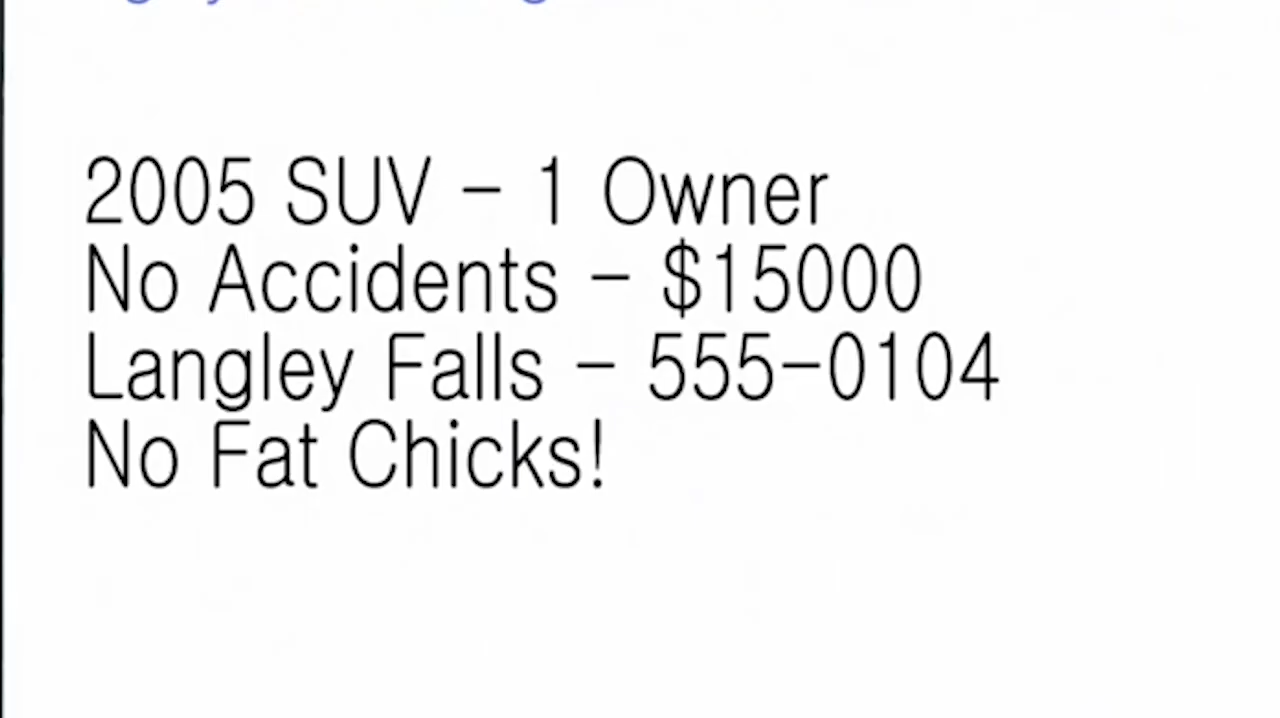 2005 SUV - 1 Owner
No Accidents - $15000
Langley Falls - 555-0104
No Fat Chicks!